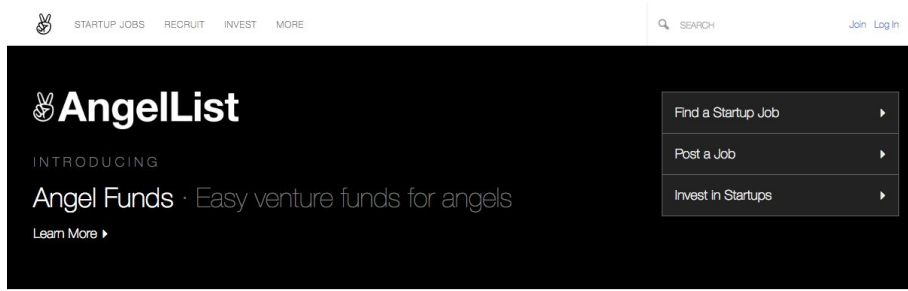 STARTUP JOBS RECRUIT INVEST MORE SEARCH Join Log In
AngelList
INTRODUCING
Angel Funds · Easy venture funds for angels
Learn More
Find a Startup Job
Post a Job
Invest in Startups